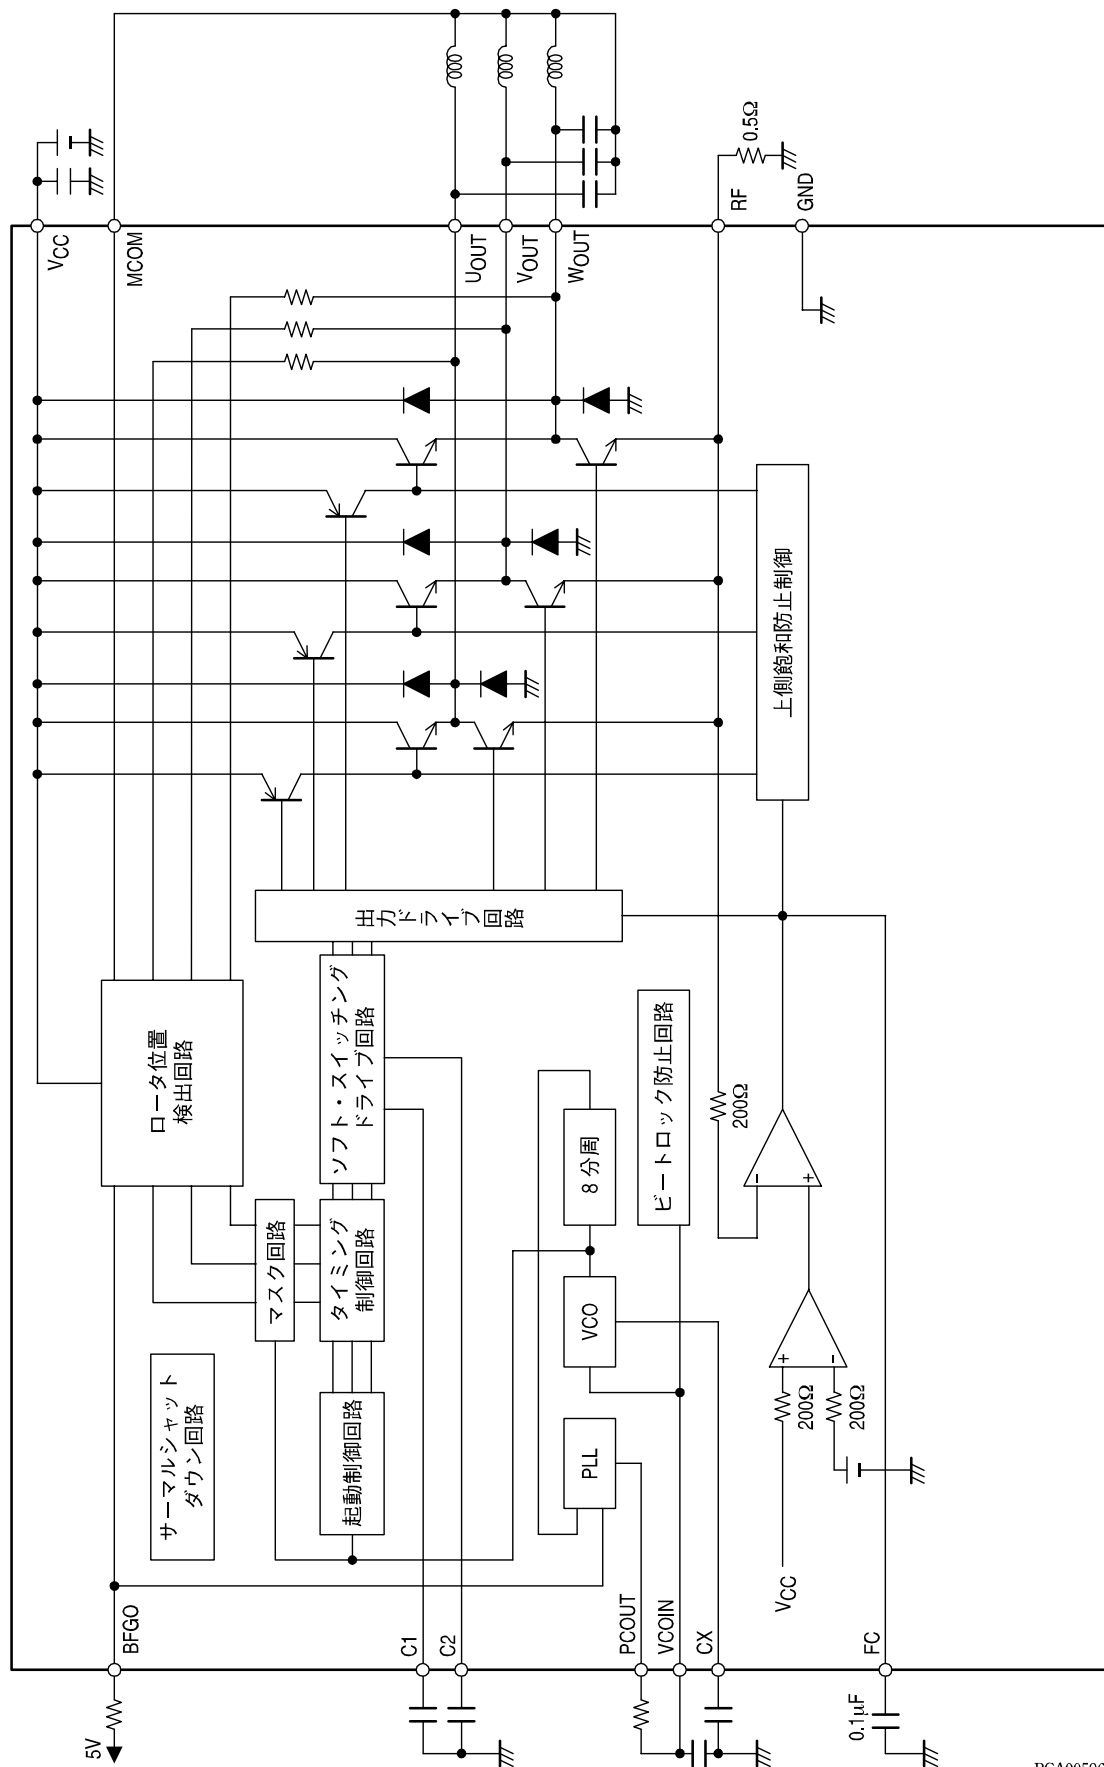 VCC
MCOM
UOUT
VOUT
WOUT
RF
0.5Ω
GND
上側飽和防止制御
出力ドライブ回路
ロータ位置
検出回路
ソフト・スイッチング
ドライブ回路
ビートロック防止回路
200Ω
8分周
マスク回路
タイミング
制御回路
VCO
-
+
サーマルシャット
ダウン回路
起動制御回路
PLL
+
-
200Ω
200Ω
VCC
BFGO
C1
C2
PCOUT
VCOIN
CX
FC
5V
0.1μF